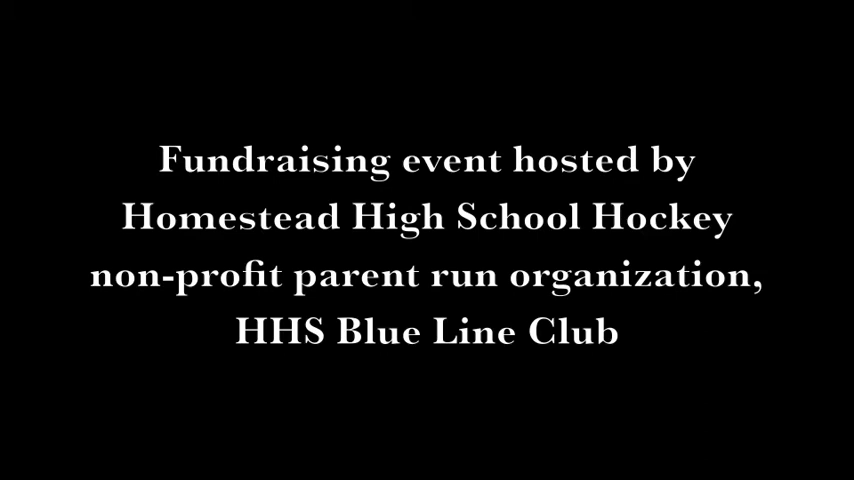 Fundraising event hosted by
Homestead High School Hockey
non-profit parent run organization,
HHS Blue Line Club